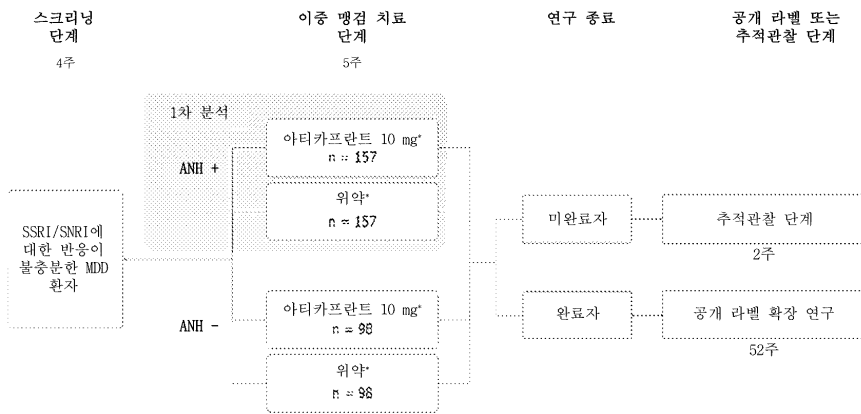 스크리닝
단계
4주
이중 맹검 치료
단계
5주
연구 종료
공개 라벨 또는
추적관찰 단계
1차 분석
ANH +
아티카프란트 10 mg*
n = 157
위약*
n = 157
SSRI/SNRI에
대한 반응이
불충분한 MDD
환자
미완료자
추적관찰 단계
2주
ANH -
아티카프란트 10 mg*
n = 98
위약*
n = 98
완료자
공개 라벨 확장 연구
52주